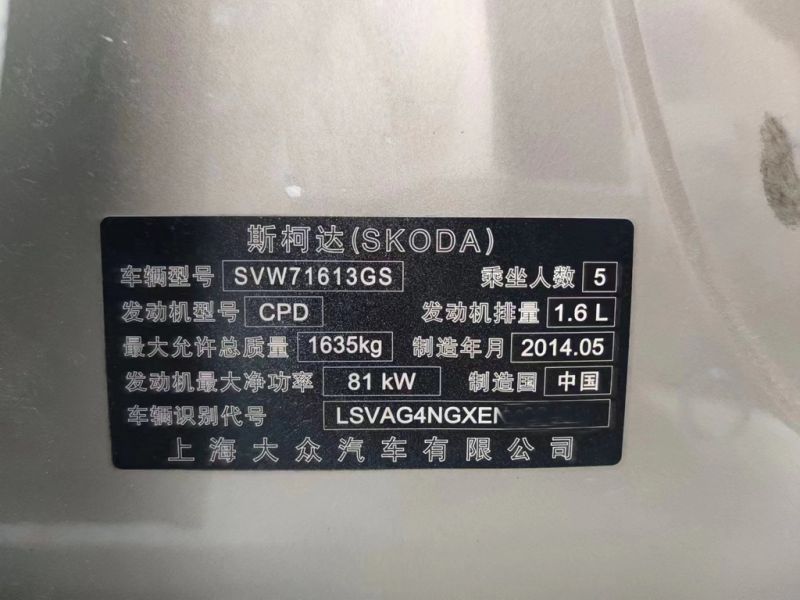 斯柯达(SKODA)
车辆型号 SVW71613GS 乘坐人数 5
发动机型号 CPD 发动机排量 1.6 L
最大允许总质量 1635kg 制造年月 2014.05
发动机最大净功率 81 kW 制造国 中国
车辆识别代号 LSVAG4NGXEN
上海大众汽车有限公司